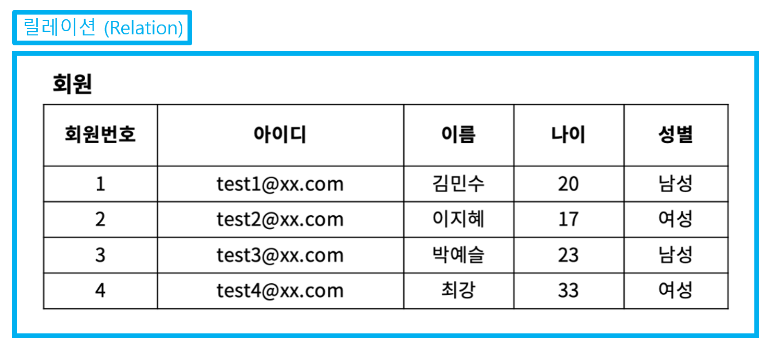 릴레이션 (Relation)
회원
회원번호 아이디 이름 나이 성별
1 test1@xx.com 김민수 20 남성
2 test2@xx.com 이지혜 17 여성
3 test3@xx.com 박예슬 23 남성
4 test4@xx.com 최강 33 여성